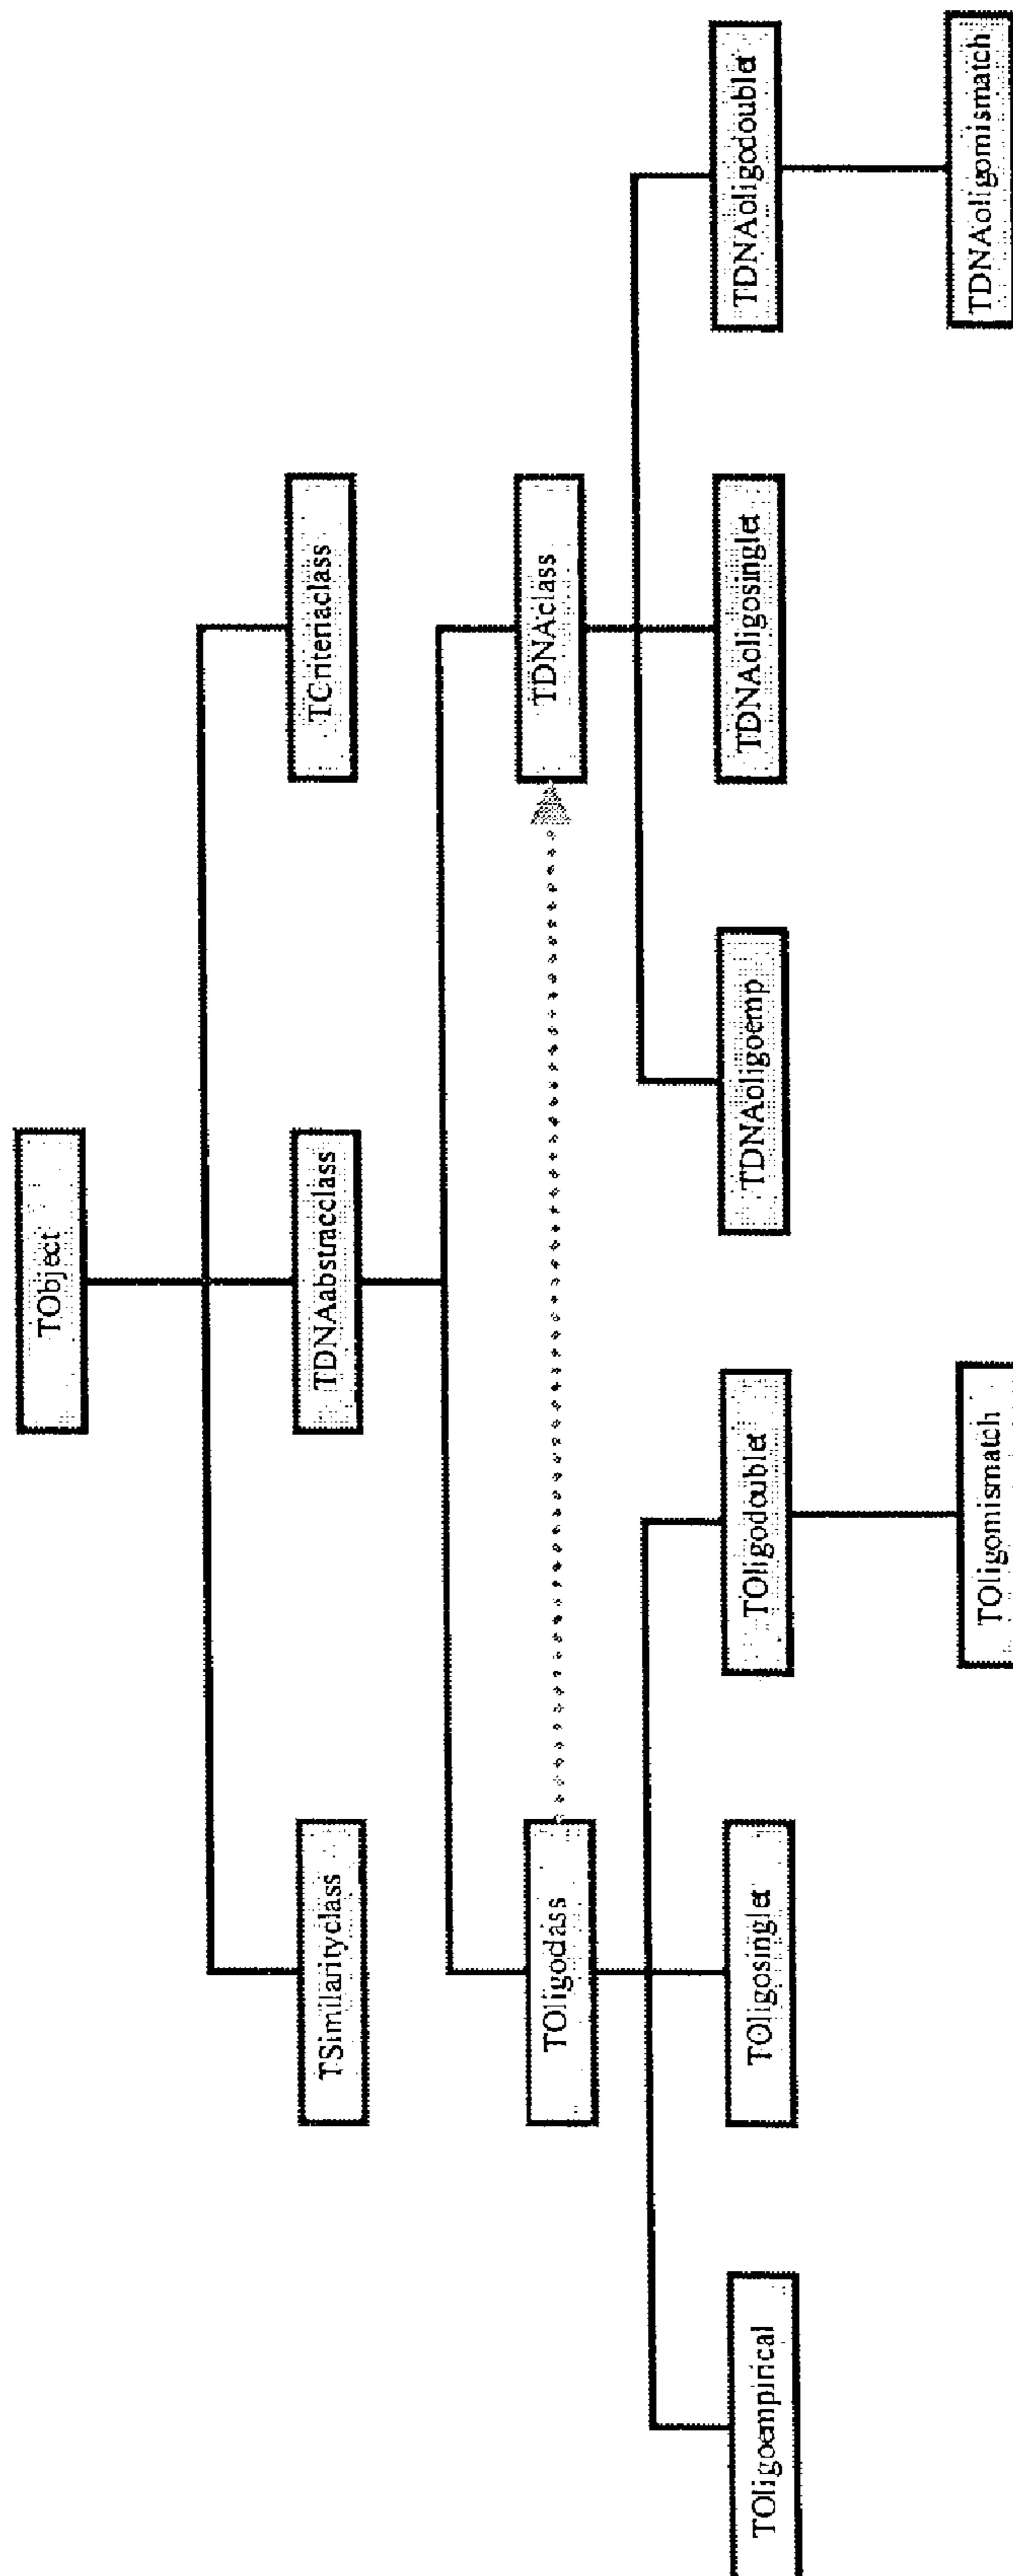 TObject
TSimilarityclass
TDNAabstracclass
TCriteriaclass
TOligoclass
TDNAclass
TOligoempirical
TOligosinglet
TOligodoublet
TDNAoligoemp
TDNAoligosinglet
TDNAoligodoublet
TOligomismatch
TDNAoligomismatch